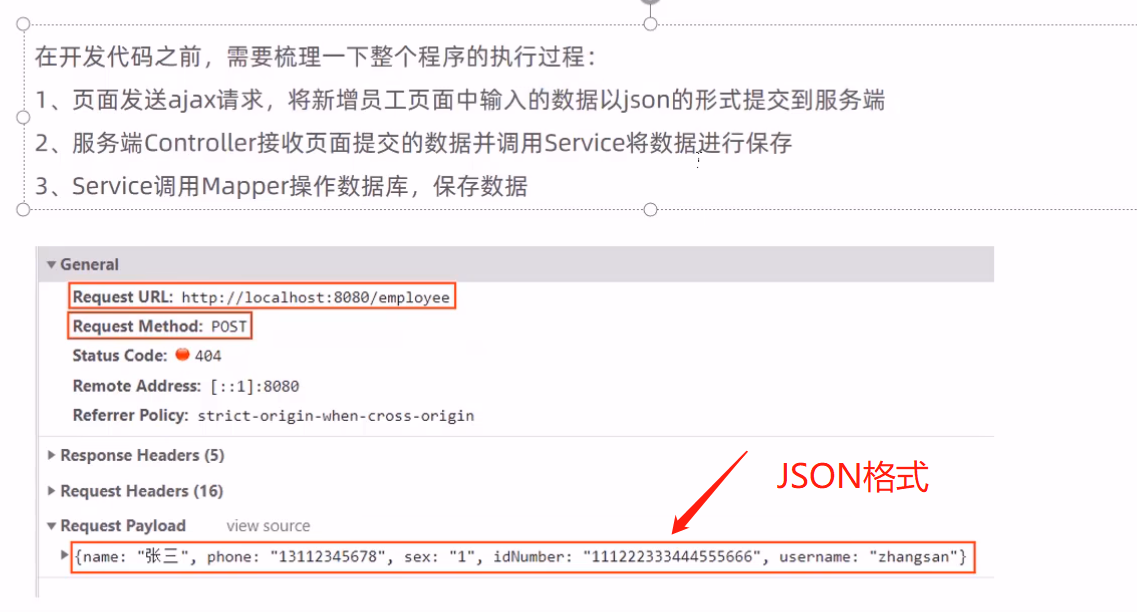 在开发代码之前，需要梳理一下整个程序的执行过程：
1、页面发送ajax请求，将新增员工页面中输入的数据以json的形式提交到服务端
2、服务端Controller接收页面提交的数据并调用Service将数据进行保存
3、Service调用Mapper操作数据库，保存数据
General
Request URL: http://localhost:8080/employee
Request Method: POST
Status Code: 404
Remote Address: [::1]:8080
Referrer Policy: strict-origin-when-cross-origin
Response Headers (5)
JSON格式
Request Headers (16)
Request Payload view source
{name: "张三", phone: "13112345678", sex: "1", idNumber: "111222333444555666", username: "zhangsan"}